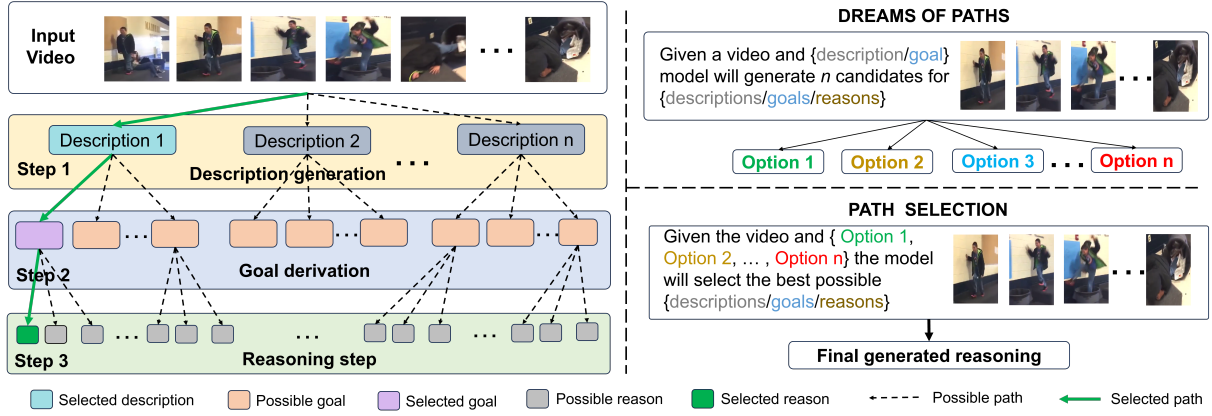 Input
Video
. . .
Description 1
Description 2
Description n
. . .
Step 1
Description generation
. . .
. . .
. . .
Step 2
Goal derivation
. . .
. . .
. . .
. . .
Step 3
Reasoning step
DREAMS OF PATHS
Given a video and {description/goal}
model will generate n candidates for
{descriptions/goals/reasons}
. . .
Option 1
Option 2
Option 3
. . .
Option n
PATH SELECTION
Given the video and { Option 1,
Option 2, … , Option n} the model
will select the best possible
{descriptions/goals/reasons}
. . .
Final generated reasoning
Selected description
Possible goal
Selected goal
Possible reason
Selected reason
Possible path
Selected path